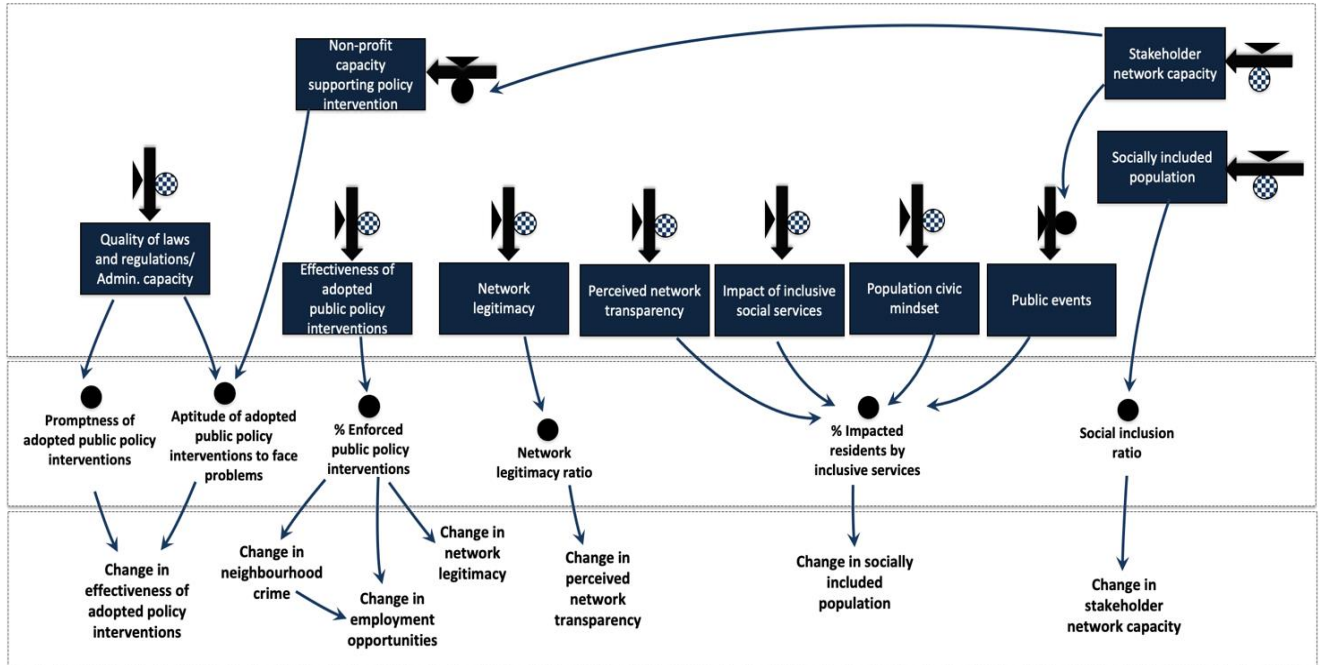 Non-profit
capacity
supporting policy
intervention
Stakeholder
network capacity
Socially included
population
Quality of laws
and regulations/
Admin. capacity
Effectiveness of
adopted
public policy
interventions
Network
legitimacy
Perceived network
transparency
Impact of inclusive
social services
Population civic
mindset
Public events
Promptness of
adopted public policy
interventions
Aptitude of adopted
public policy
interventions to face
problems
% Enforced
public policy
interventions
Network
legitimacy ratio
% Impacted
residents by
inclusive services
Social inclusion
ratio
Change in
effectiveness of
adopted policy
interventions
Change in
neighbourhood
crime
Change in
employment
opportunities
Change in
network
legitimacy
Change in
perceived
network
transparency
Change in socially
included
population
Change in
stakeholder
network capacity